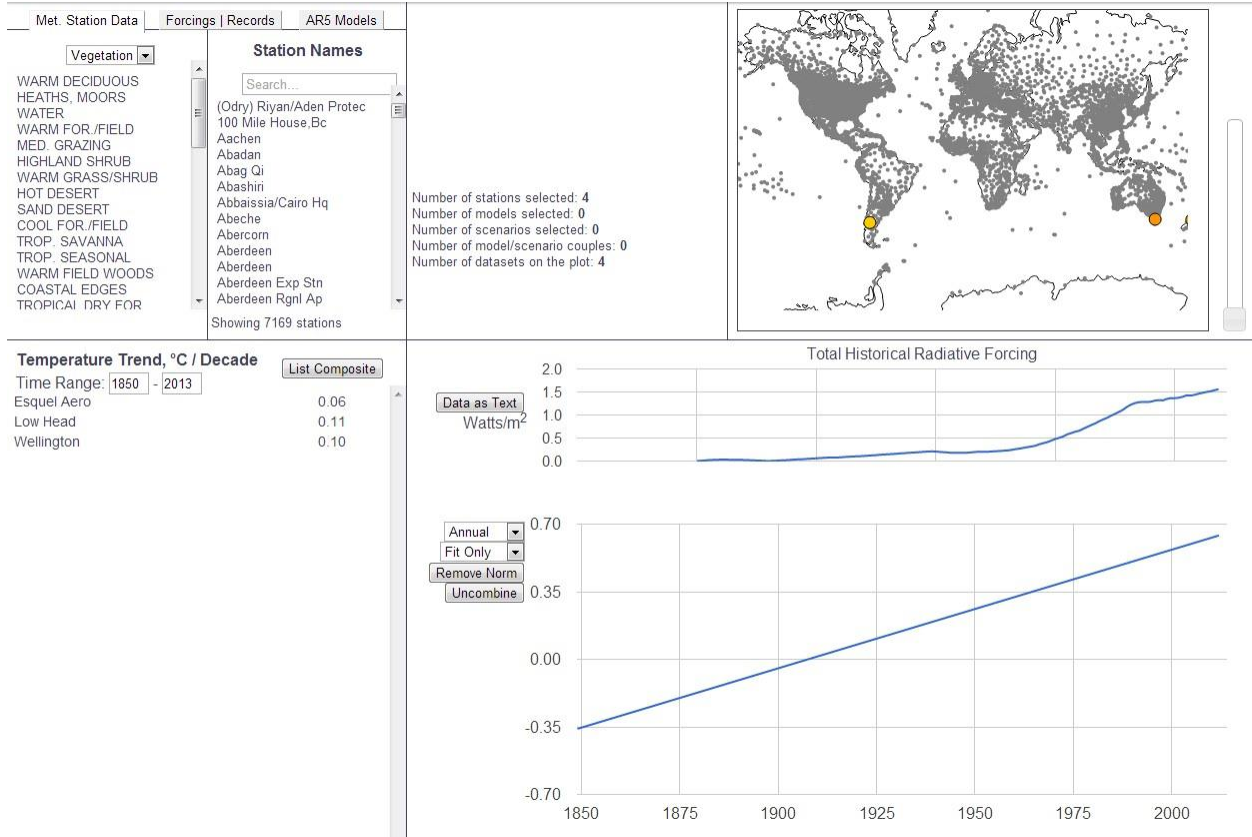 Met. Station Data
Forcings | Records
AR5 Models
Vegetation
WARM DECIDUOUS
HEATHS, MOORS
WATER
WARM FOR./FIELD
MED. GRAZING
HIGHLAND SHRUB
WARM GRASS/SHRUB
HOT DESERT
SAND DESERT
COOL FOR./FIELD
TROP. SAVANNA
TROP. SEASONAL
WARM FIELD WOODS
COASTAL EDGES
TROPICAL DRY FOR
Station Names
Search...
(Odry) Riyan/Aden Protec
100 Mile House,Bc
Aachen
Abadan
Abag Qi
Abashiri
Abbaissia/Cairo Hq
Abeche
Abercorn
Aberdeen
Aberdeen
Aberdeen Exp Stn
Aberdeen Rgnl Ap
Showing 7169 stations
Number of stations selected: 4
Number of models selected: 0
Number of scenarios selected: 0
Number of model/scenario couples: 0
Number of datasets on the plot: 4
Temperature Trend, °C / Decade
List Composite
Time Range: 1850 - 2013
Esquel Aero 0.06
Low Head 0.11
Wellington 0.10
Total Historical Radiative Forcing
Data as Text
Watts/m2
2.0
1.5
1.0
0.5
0.0
Annual
Fit Only
Remove Norm
Uncombine
0.70
0.35
0.00
-0.35
-0.70
1850 1875 1900 1925 1950 1975 2000